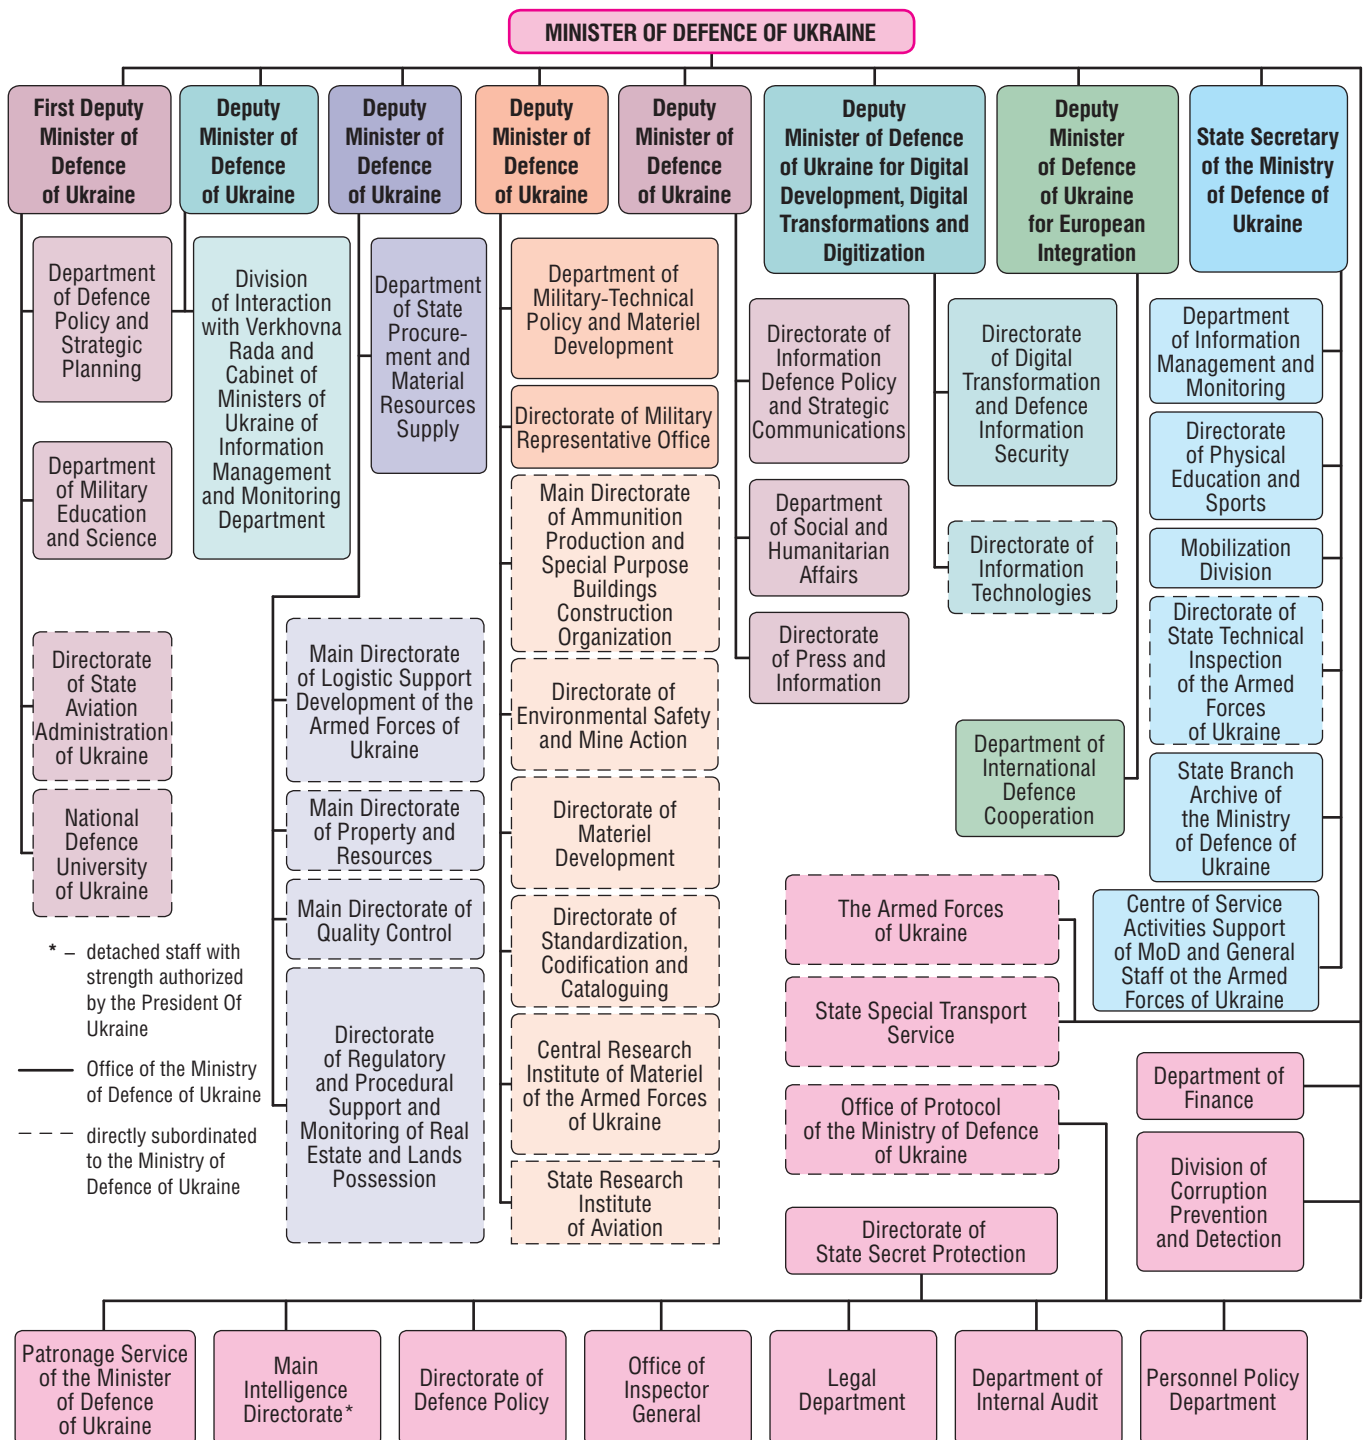 MINISTER OF DEFENCE OF UKRAINE
First Deputy
Minister of
Defence
of Ukraine
Deputy
Minister of
Defence
of Ukraine
Deputy
Minister of
Defence
of Ukraine
Deputy
Minister of
Defence
of Ukraine
Deputy
Minister of
Defence
of Ukraine
Deputy
Minister of Defence
of Ukraine for Digital
Development, Digital
Transformations and
Digitization
Deputy
Minister
of Defence
of Ukraine
for European
Integration
State Secretary
of the Ministry
of Defence of
Ukraine
Department
of Defence
Policy and
Strategic
Planning
Department
of Military
Education
and Science
Directorate
of State
Aviation
Administration
of Ukraine
National
Defence
University
of Ukraine
* – detached staff with
strength authorized
by the President Of
Ukraine
Office of the Ministry
of Defence of Ukraine
directly subordinated
to the Ministry of
Defence of Ukraine
Division
of Interaction
with Verkhovna
Rada and
Cabinet of
Ministers of
Ukraine of
Information
Management
and Monitoring
Department
Department
of State
Procure-
ment and
Material
Resources
Supply
Main Directorate
of Logistic Support
Development of the
Armed Forces of
Ukraine
Main Directorate
of Property and
Resources
Main Directorate of
Quality Control
Directorate
of Regulatory
and Procedural
Support and
Monitoring of Real
Estate and Lands
Possession
Department of
Military-Technical
Policy and Materiel
Development
Directorate of Military
Representative Office
Main Directorate
of Ammunition
Production and
Special Purpose
Buildings
Construction
Organization
Directorate of
Environmental Safety
and Mine Action
Directorate of
Materiel
Development
Directorate of
Standardization,
Codification and
Cataloguing
Central Research
Institute of Materiel
of the Armed Forces
of Ukraine
State Research
Institute
of Aviation
Directorate of
Information
Defence Policy
and Strategic
Communications
Department
of Social and
Humanitarian
Affairs
Directorate
of Press and
Information
Directorate
of Digital
Transformation
and Defence
Information
Security
Directorate of
Information
Technologies
Department of
International
Defence
Cooperation
Department
of Information
Management and
Monitoring
Directorate
of Physical
Education and
Sports
Mobilization
Division
Directorate of
State Technical
Inspection
of the Armed
Forces
of Ukraine
State Branch
Archive of
the Ministry
of Defence of
Ukraine
Centre of Service
Activities Support
of MoD and General
Staff ot the Armed
Forces of Ukraine
The Armed Forces
of Ukraine
State Special Transport
Service
Office of Protocol
of the Ministry of Defence
of Ukraine
Directorate of
State Secret Protection
Department of
Finance
Division of
Corruption
Prevention
and Detection
Patronage Service
of the Minister
of Defence
of Ukraine
Main
Intelligence
Directorate*
Directorate of
Defence Policy
Office of
Inspector
General
Legal
Department
Department of
Internal Audit
Personnel Policy
Department